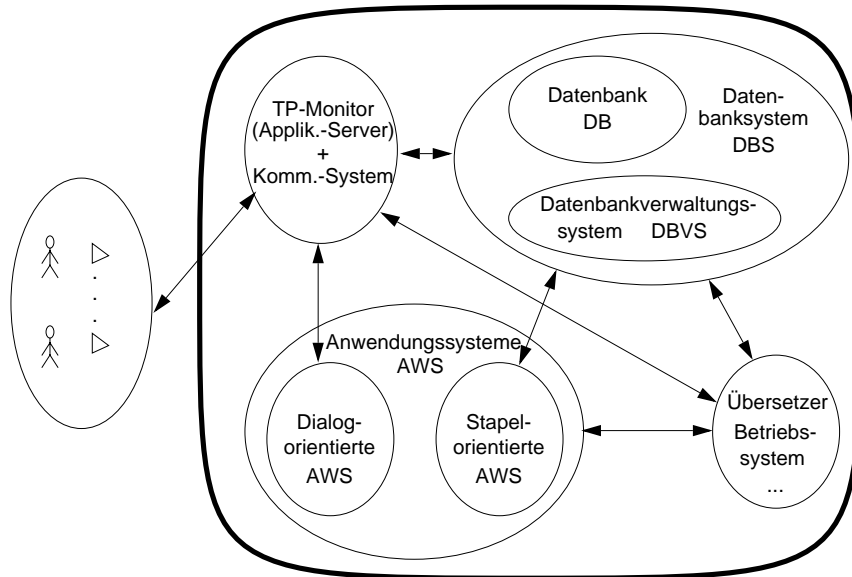 TP-Monitor
(Applik.-Server)
+
Komm.-System
Datenbank
DB
Daten-
banksystem
DBS
Datenbankverwaltungs-
system DBVS
Anwendungssysteme
AWS
Dialog-
orientierte
AWS
Stapel-
orientierte
AWS
Übersetzer
Betriebs-
system
...